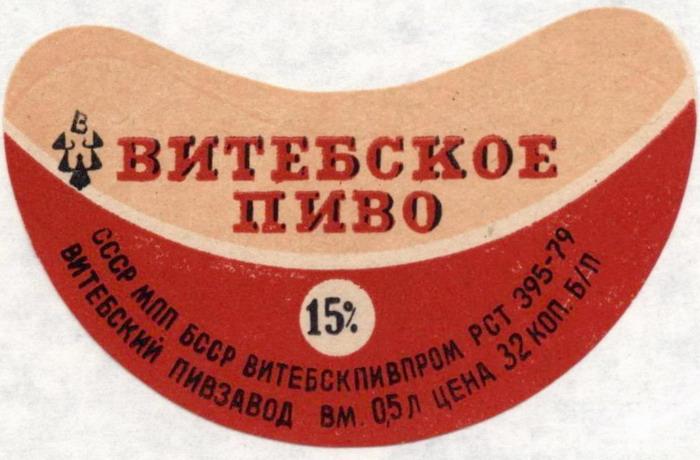 В
ВИТЕБСКОЕ
ПИВО
15%
СССР МПП БССР ВИТЕБСКПИВПРОМ РСТ 395-79
ВИТЕБСКИЙ ПИВЗАВОД ВМ. 0,5 Л ЦЕНА 32 КОП. Б/П